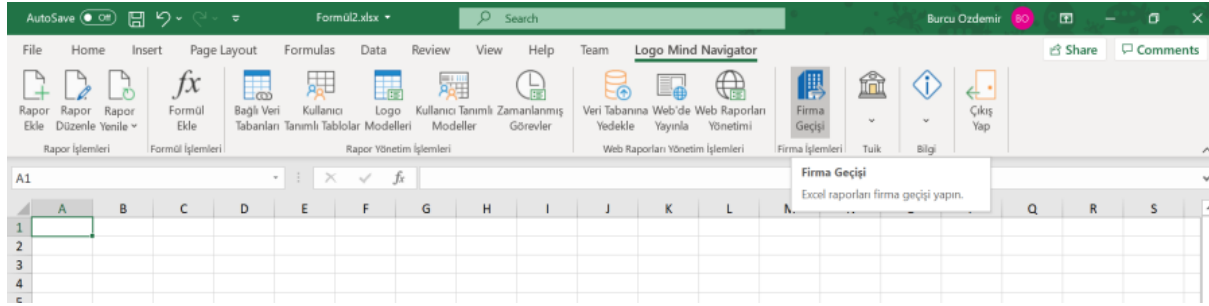 AutoSave Off Formül2.xlsx Search Burcu Ozdemir BO
File Home Insert Page Layout Formulas Data Review View Help Team Logo Mind Navigator Share Comments
Rapor Ekle Rapor Düzenle Rapor Yenile Formül Ekle Bağlı Veri Tabanları Kullanıcı Tanımlı Tablolar Logo Modelleri Kullanıcı Tanımlı Modeller Zamanlanmış Görevler Veri Tabanına Yedekle Web'de Yayınla Web Raporları Yönetimi Firma Geçişi Çıkış Yap
Rapor İşlemleri Formül İşlemleri Rapor Yönetim İşlemleri Web Raporları Yönetim İşlemleri Firma İşlemleri Tuik Bilgi
A1 fx
Firma Geçişi
Excel raporları firma geçişi yapın.
A B C D E F G H I J K L Q R S
1
2
3
4
5